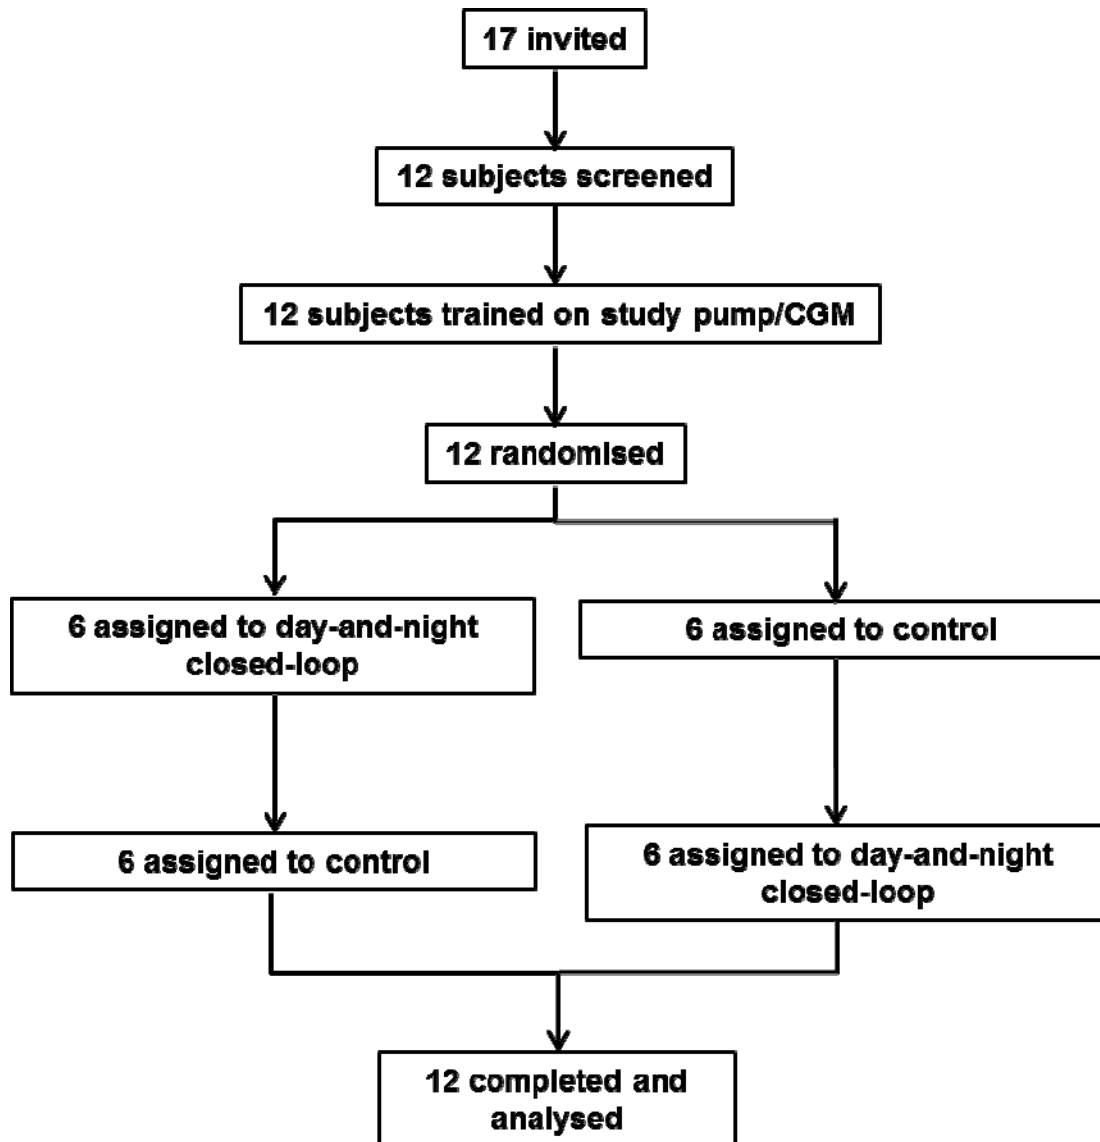 17 invited
12 subjects screened
12 subjects trained on study pump/CGM
12 randomised
6 assigned to day-and-night
closed-loop
6 assigned to control
6 assigned to control
6 assigned to day-and-night
closed-loop
12 completed and
analysed